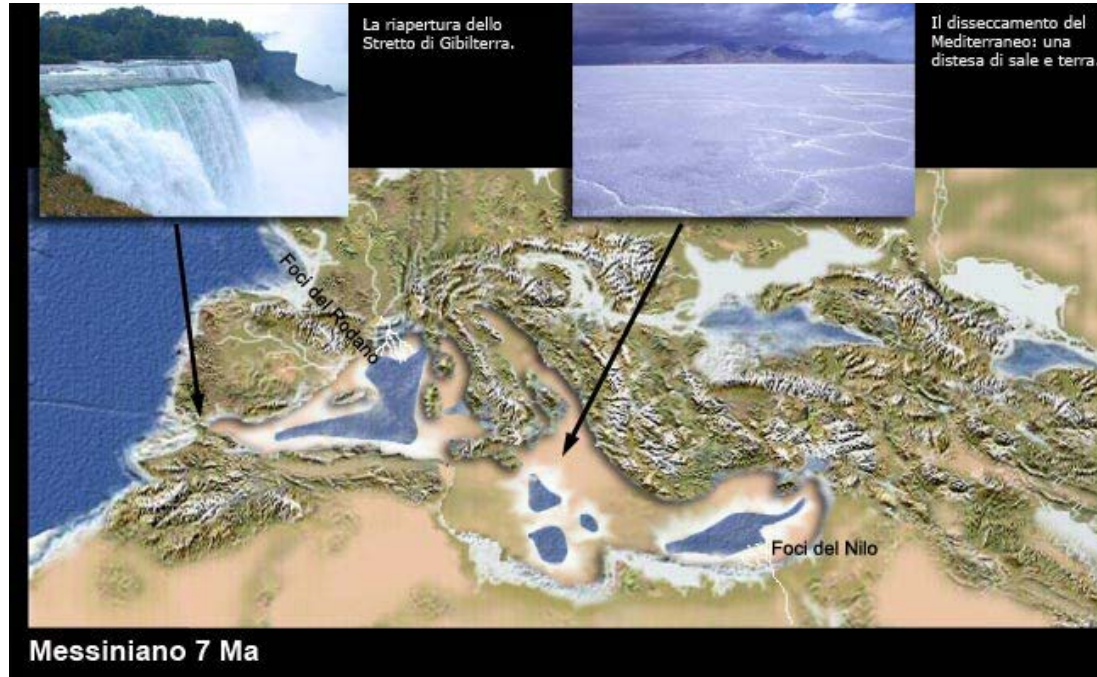 La riapertura dello
Stretto di Gibilterra.
Il disseccamento del
Mediterraneo: una
distesa di sale e terra.
Foci del Rodano
Foci del Nilo
Messiniano 7 Ma